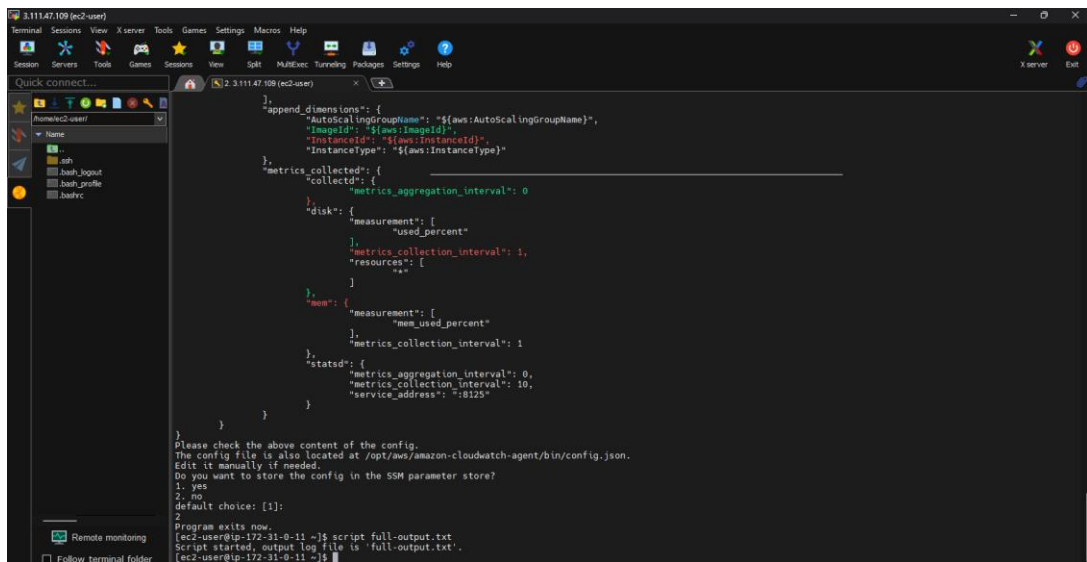 3.111.47.109 (ec2-user)
Terminal Sessions View X server Tools Games Settings Macros Help
Session Servers Tools Games Sessions View Split MultiExec Tunneling Packages Settings Help X server Exit
Quick connect...
2. 3.111.47.109 (ec2-user)
/home/ec2-user/
Name
..
.ssh
.bash_logout
.bash_profile
.bashrc
],
"append_dimensions": {
"AutoScalingGroupName": "${aws:AutoScalingGroupName}",
"ImageId": "${aws:ImageId}",
"InstanceId": "${aws:InstanceId}",
"InstanceType": "${aws:InstanceType}"
},
"metrics_collected": {
"collectd": {
"metrics_aggregation_interval": 0
},
"disk": {
"measurement": [
"used_percent"
],
"metrics_collection_interval": 1,
"resources": [
"*"
]
},
"mem": {
"measurement": [
"mem_used_percent"
],
"metrics_collection_interval": 1
},
"statsd": {
"metrics_aggregation_interval": 0,
"metrics_collection_interval": 10,
"service_address": ":8125"
}
}
}
}
Please check the above content of the config.
The config file is also located at /opt/aws/amazon-cloudwatch-agent/bin/config.json.
Edit it manually if needed.
Do you want to store the config in the SSM parameter store?
1. yes
2. no
default choice: [1]:
2
Program exits now.
[ec2-user@ip-172-31-0-11 ~]$ script full-output.txt
Script started, output log file is 'full-output.txt'.
[ec2-user@ip-172-31-0-11 ~]$
Remote monitoring
Follow terminal folder